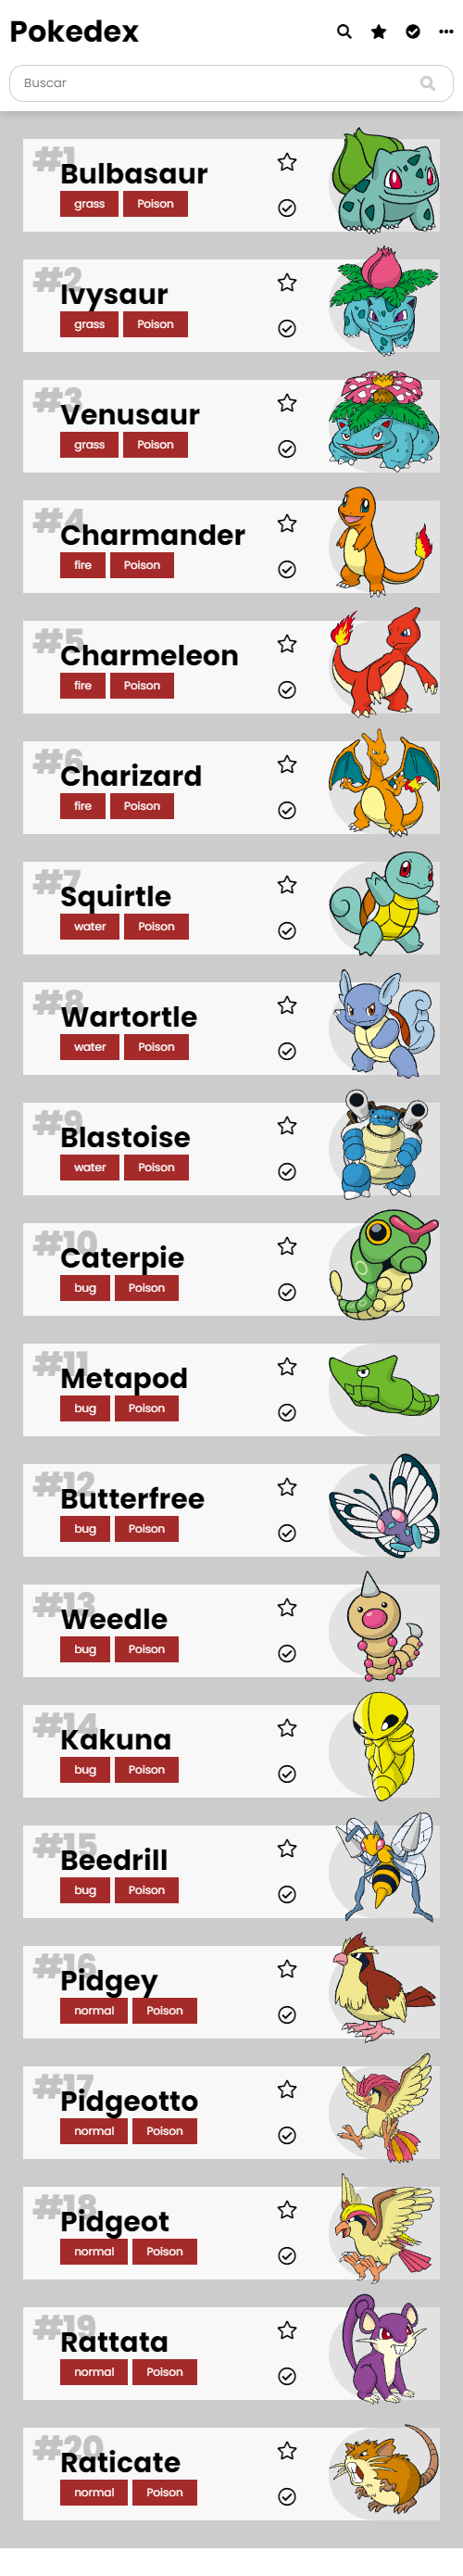 Pokedex
Buscar
#1
Bulbasaur
grass Poison
#2
Ivysaur
grass Poison
#3
Venusaur
grass Poison
#4
Charmander
fire Poison
#5
Charmeleon
fire Poison
#6
Charizard
fire Poison
#7
Squirtle
water Poison
#8
Wartortle
water Poison
#9
Blastoise
water Poison
#10
Caterpie
bug Poison
#11
Metapod
bug Poison
#12
Butterfree
bug Poison
#13
Weedle
bug Poison
#14
Kakuna
bug Poison
#15
Beedrill
bug Poison
#16
Pidgey
normal Poison
#17
Pidgeotto
normal Poison
#18
Pidgeot
normal Poison
#19
Rattata
normal Poison
#20
Raticate
normal Poison